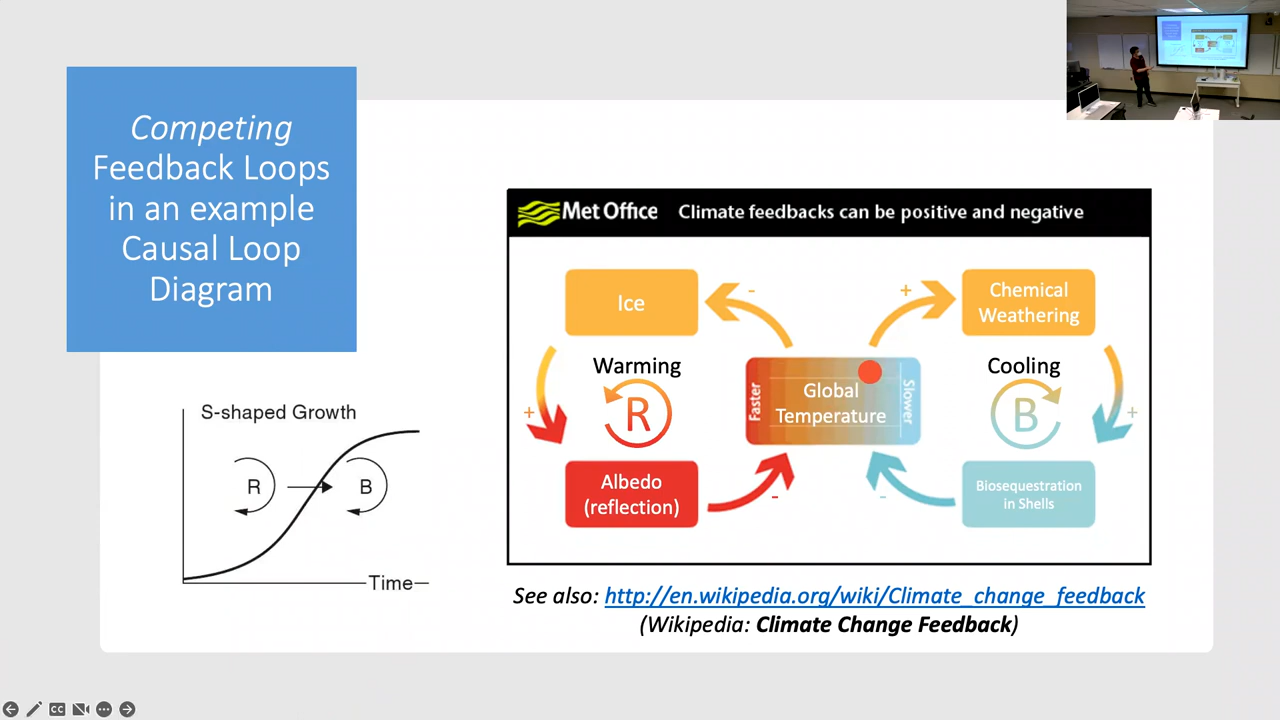 Competing
Feedback Loops
in an example
Causal Loop
Diagram
S-shaped Growth
R
B
Time
Met Office
Climate feedbacks can be positive and negative
Ice
-
+
Chemical
Weathering
Warming
R
+
Faster
Global
Temperature
Slower
Cooling
B
+
Albedo
(reflection)
-
-
Biosequestration
in Shells
See also: http://en.wikipedia.org/wiki/Climate_change_feedback
(Wikipedia: Climate Change Feedback)
CC